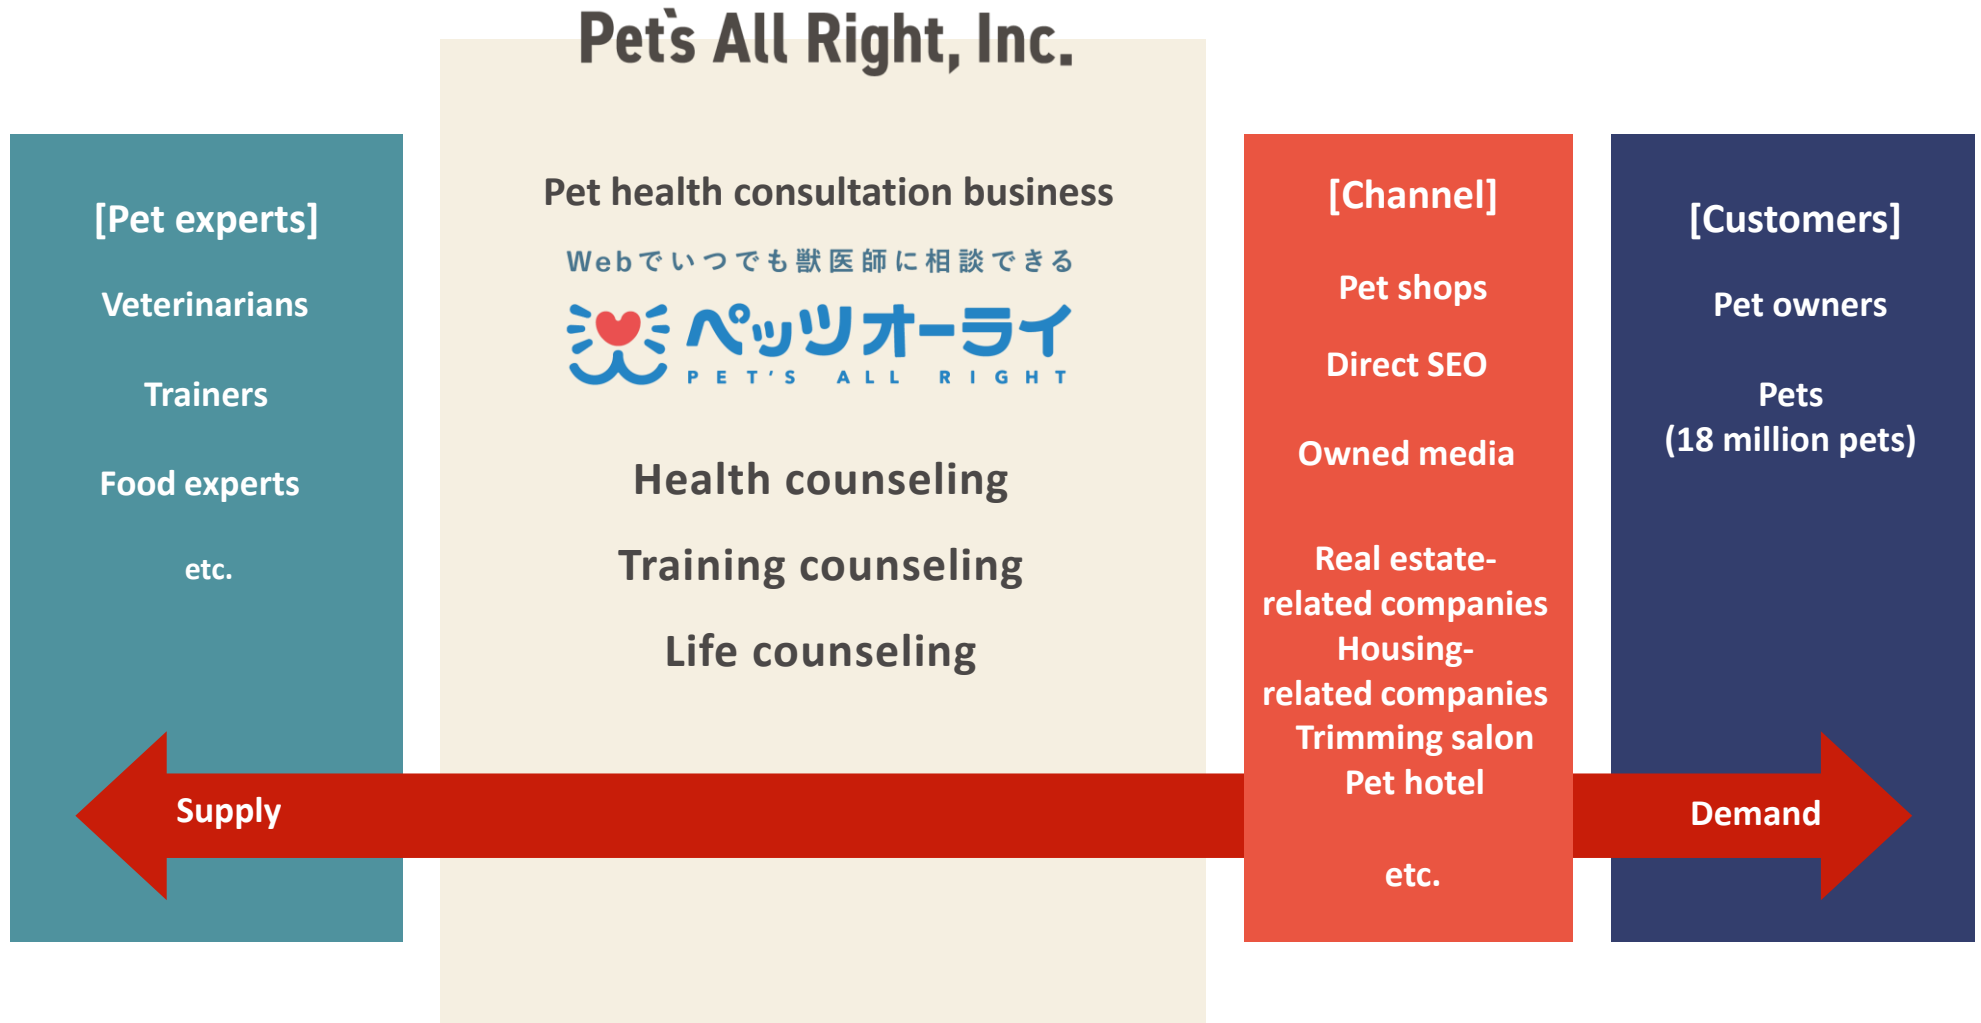 Pet's All Right, Inc.
[Pet experts]
Veterinarians
Trainers
Food experts
etc.
Pet health consultation business
Webでいつでも獣医師に相談できる
ペッツオーライ
PET'S ALL RIGHT
Health counseling
Training counseling
Life counseling
[Channel]
Pet shops
Direct SEO
Owned media
Real estate-
related companies
Housing-
related companies
Trimming salon
Pet hotel
etc.
[Customers]
Pet owners
Pets
(18 million pets)
Supply
Demand